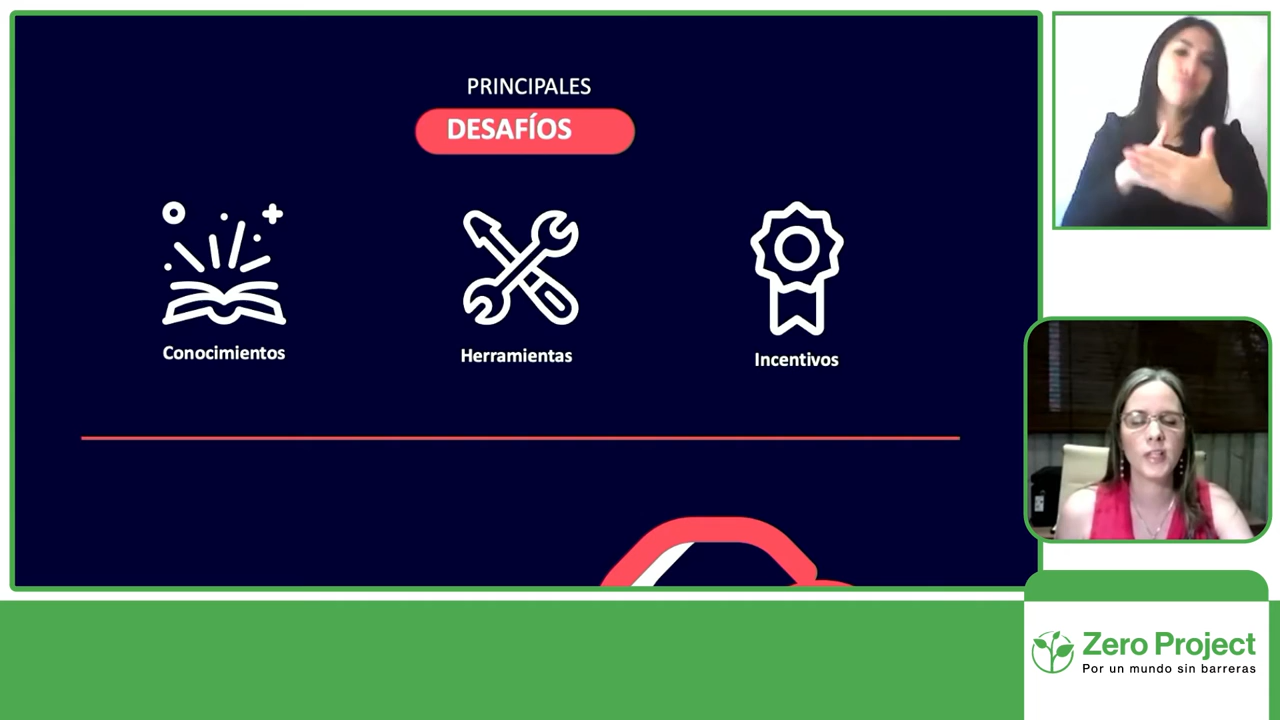 PRINCIPALES
DESAFÍOS
Conocimientos
Herramientas
Incentivos
Zero Project
Por un mundo sin barreras